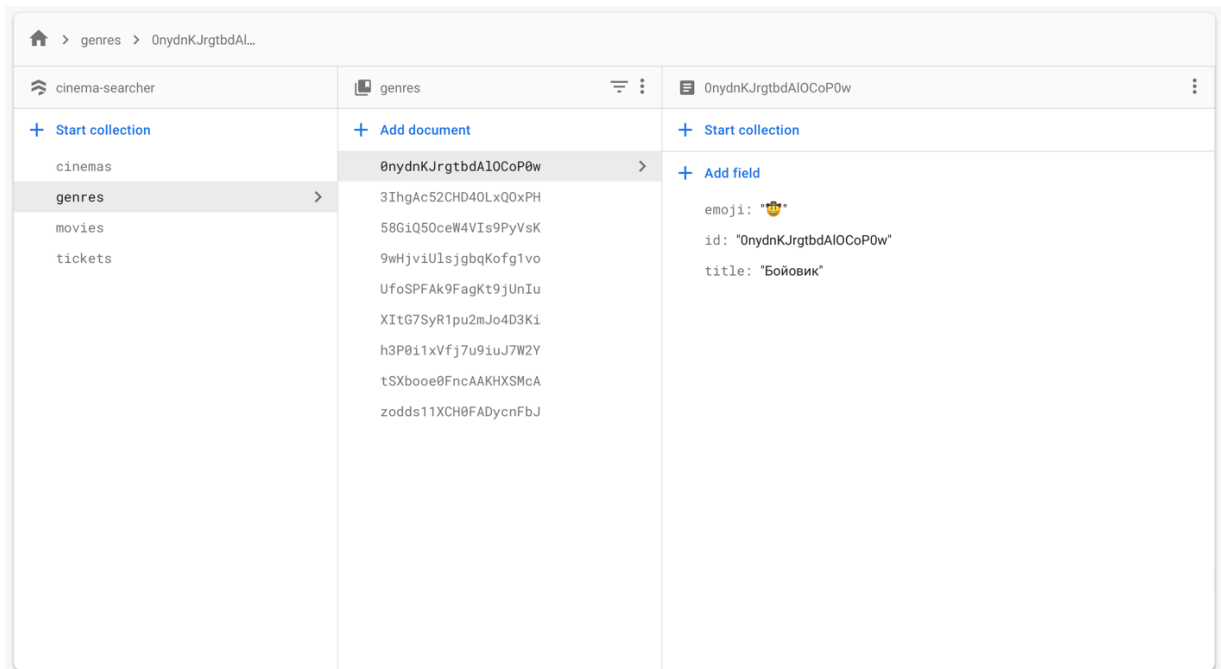 genres > 0nydnKJrgtbdAl...
cinema-searcher
Start collection
cinemas
genres
movies
tickets
genres
Add document
0nydnKJrgtbdAlOCoP0w
3IhgAc52CHD4OLxQOxPH
58GiQ5OceW4VIs9PyVsK
9wHjviUlsjgbqKofg1vo
UfoSPFAk9FagKt9jUnIu
XItG7SyR1pu2mJo4D3Ki
h3P0i1xVfj7u9iuJ7W2Y
tSXbooe0FncAAKHXSMcA
zodds11XCH0FADycnFbJ
0nydnKJrgtbdAlOCoP0w
Start collection
Add field
emoji: "🤠"
id: "0nydnKJrgtbdAlOCoP0w"
title: "Бойовик"